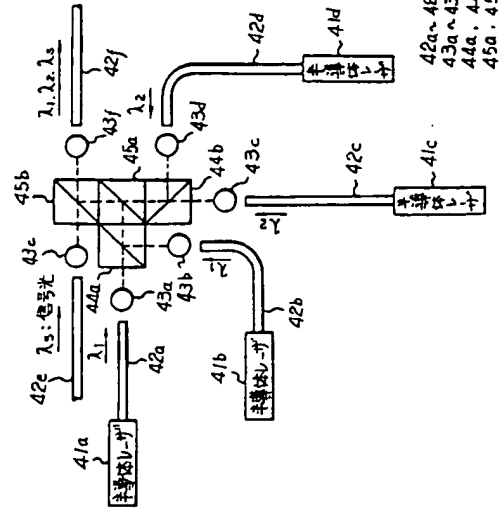 λ₁, λ₂, λs
42f
43f
45b
45a
43c
λs:信号光
42e
λ₂
42d
43d
44b
43c
41d
半導体レーザ
42c
λ₂
41c
半導体レーザ
44a
43a
43b
λ₁
42a
λ₁
42b
41a
半導体レーザ
41b
半導体レーザ
42a~
43a~43
44a, 4
45a, 45